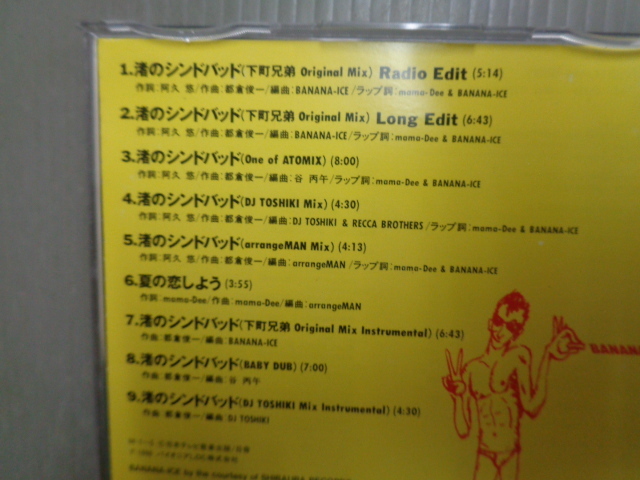 1.渚のシンドバッド(下町兄弟 Original Mix) Radio Edit (5:14)
作詞:阿久 悠/作曲:都倉俊一/編曲:BANANA-ICE/ラップ詞:mama-Dee & BANANA-ICE
2.渚のシンドバッド(下町兄弟 Original Mix) Long Edit (6:43)
作詞:阿久 悠/作曲:都倉俊一/編曲:BANANA-ICE/ラップ詞:mama-Dee & BANANA-ICE
3.渚のシンドバッド(One of ATOMIX) (8:00)
作詞:阿久 悠/作曲:都倉俊一/編曲:谷 丙午/ラップ詞:mama-Dee & BANANA-ICE
4.渚のシンドバッド(DJ TOSHIKI Mix) (4:30)
作詞:阿久 悠/作曲:都倉俊一/編曲:DJ TOSHIKI & RECCA BROTHERS/ラップ詞:mama-Dee & BANANA-ICE
5.渚のシンドバッド(arrangeMAN Mix) (4:13)
作詞:阿久 悠/作曲:都倉俊一/編曲:arrangeMAN/ラップ詞:mama-Dee & BANANA-ICE
6.夏の恋しよう (3:55)
作詞:mama-Dee/作曲:mama-Dee/編曲:arrangeMAN
7.渚のシンドバッド(下町兄弟 Original Mix Instrumental) (6:43)
作曲:都倉俊一/編曲:BANANA-ICE
8.渚のシンドバッド(BABY DUB) (7:00)
作曲:都倉俊一/編曲:谷 丙午
9.渚のシンドバッド(DJ TOSHIKI Mix Instrumental) (4:30)
作曲:都倉俊一/編曲:DJ TOSHIKI
BANANA
BANANA-ICE by the courtesy of